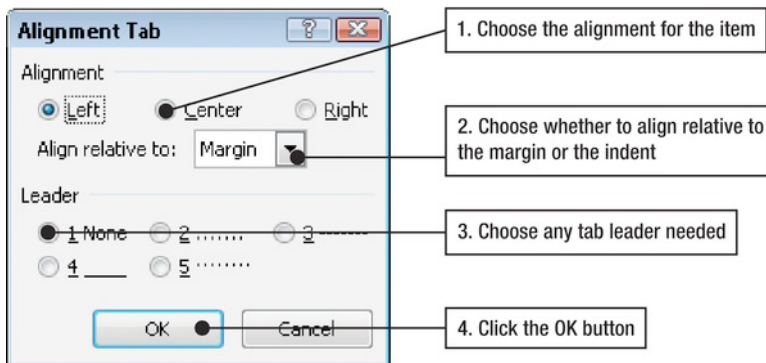 Alignment Tab
1. Choose the alignment for the item
Alignment
Left Center Right
2. Choose whether to align relative to
the margin or the indent
Align relative to: Margin
Leader
1 None 2 ....... 3 -------
3. Choose any tab leader needed
4 ___ 5 ········
OK Cancel
4. Click the OK button